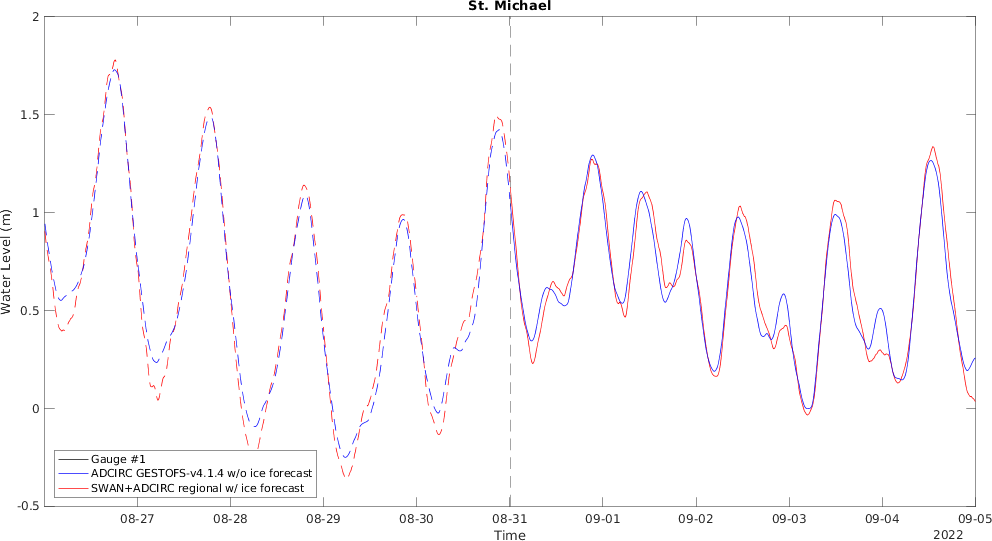 St. Michael
2
1.5
1
0.5
0
-0.5
Water Level (m)
Gauge #1
ADCIRC GESTOFS-v4.1.4 w/o ice forecast
SWAN+ADCIRC regional w/ ice forecast
08-27 08-28 08-29 08-30 08-31 09-01 09-02 09-03 09-04 09-05
Time
2022